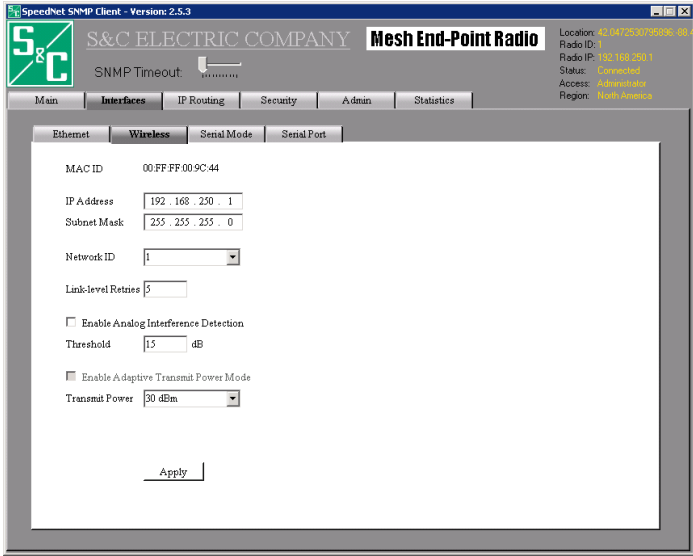 SpeedNet SNMP Client - Version: 2.5.3
S&C
S&C ELECTRIC COMPANY
Mesh End-Point Radio
SNMP Timeout:
Location: 42.0472530795896;-88.4
Radio ID: 1
Radio IP: 192.168.250.1
Status: Connected
Access: Administrator
Region: North America
Main Interfaces IP Routing Security Admin Statistics
Ethernet Wireless Serial Mode Serial Port
MAC ID 00:FF:FF:00:9C:44
IP Address 192 . 168 . 250 . 1
Subnet Mask 255 . 255 . 255 . 0
Network ID 1
Link-level Retries 5
Enable Analog Interference Detection
Threshold 15 dB
Enable Adaptive Transmit Power Mode
Transmit Power 30 dBm
Apply